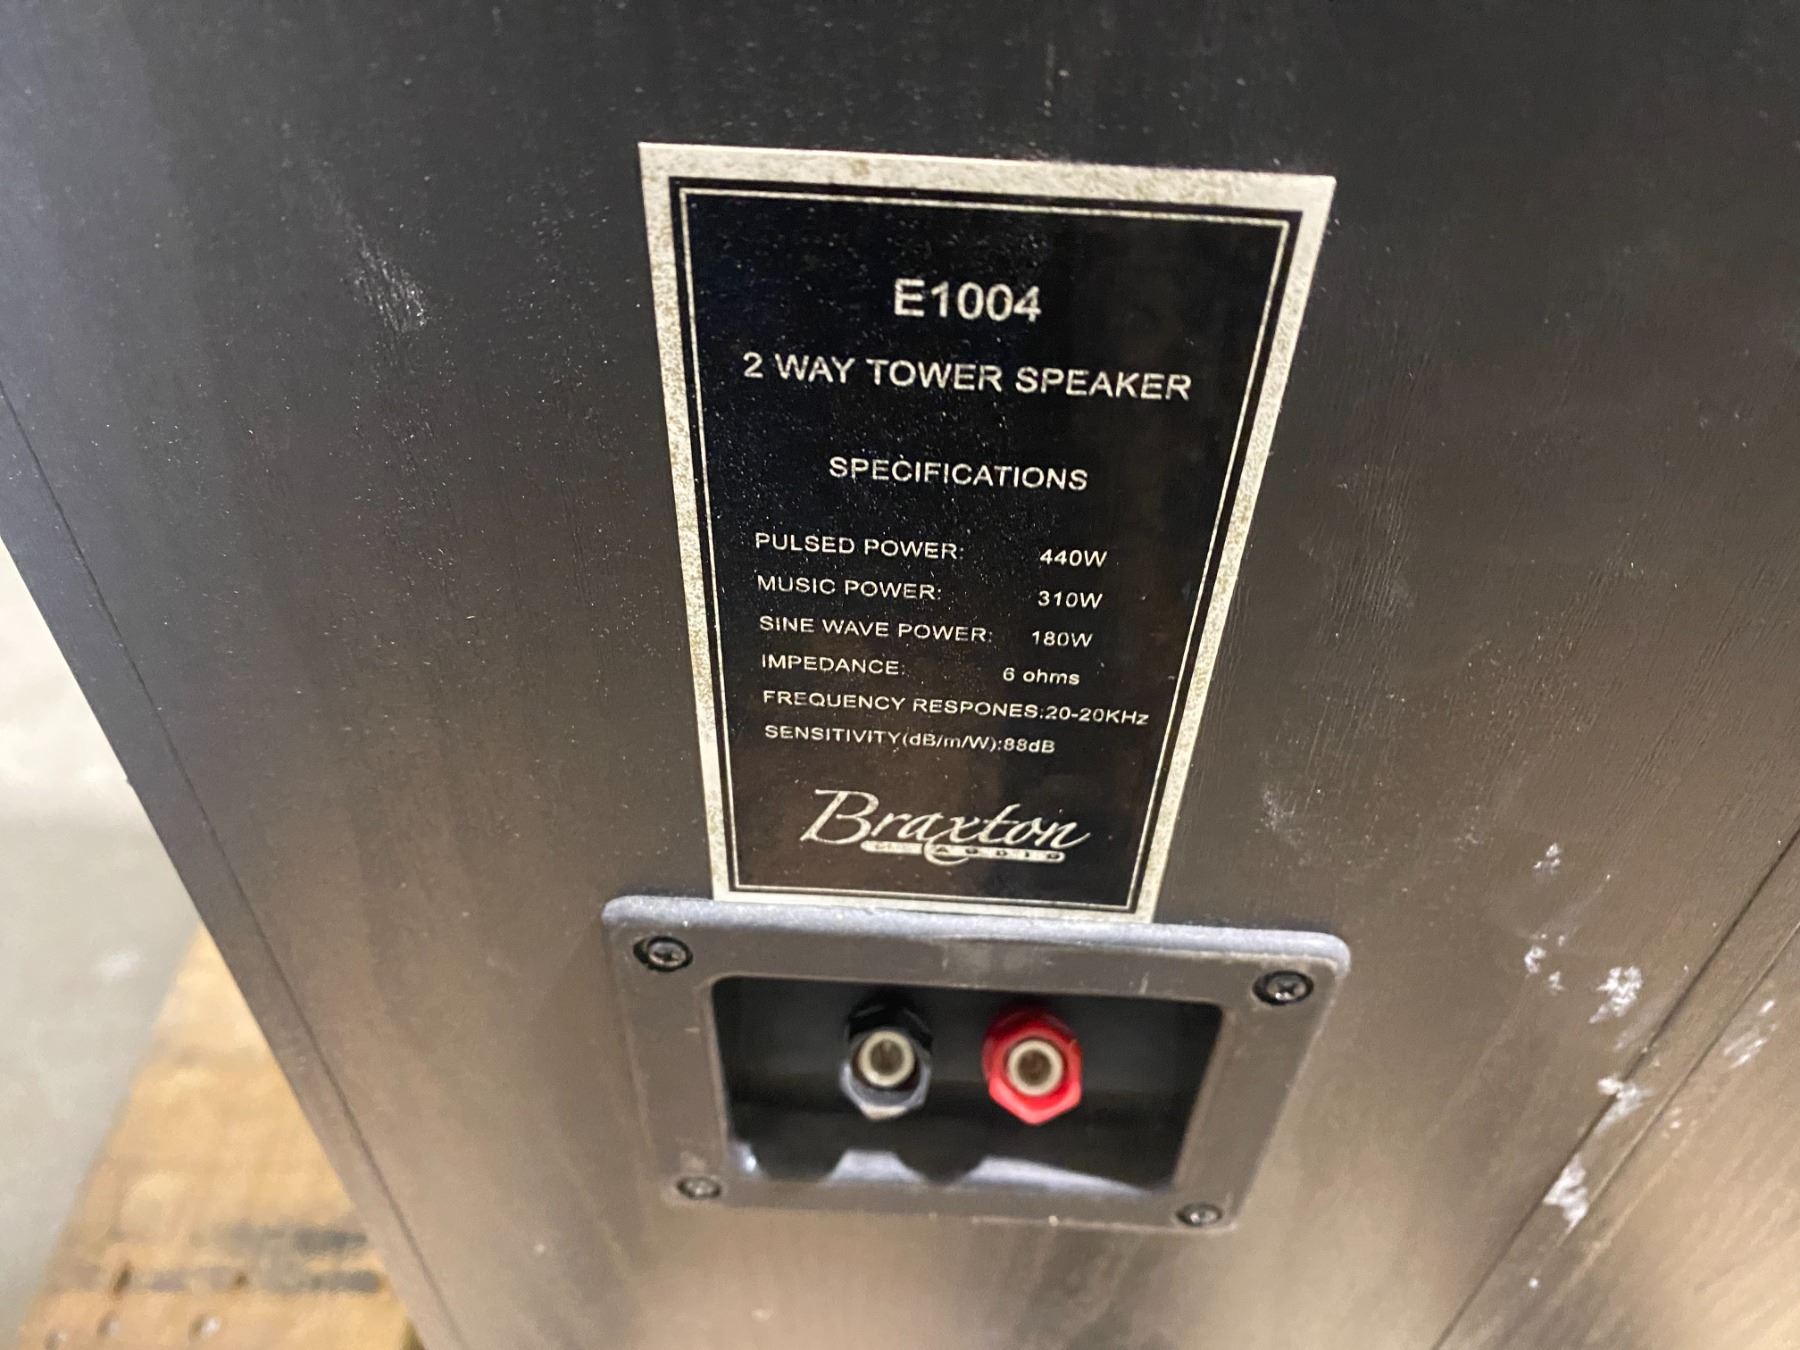 E1004
2 WAY TOWER SPEAKER
SPECIFICATIONS
PULSED POWER: 440W
MUSIC POWER: 310W
SINE WAVE POWER: 180W
IMPEDANCE: 6 ohms
FREQUENCY RESPONES:20-20KHz
SENSITIVITY(dB/m/W):88dB
Braxton
AUDIO